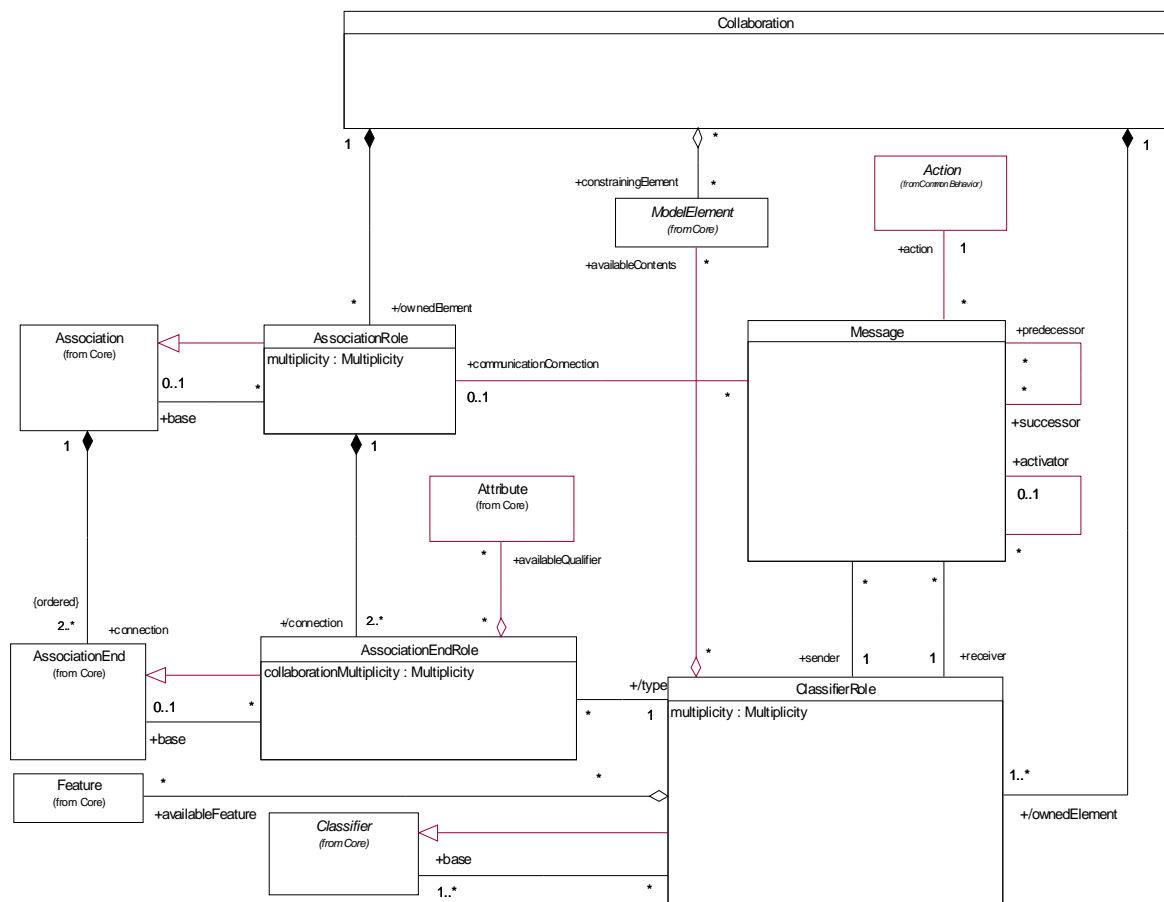 Collaboration
1
*
1
+constrainingElement
*
Action
(from Common Behavior)
ModelElement
(from Core)
+availableContents
*
+action
1
*
*
+/ownedElement
Association
(from Core)
AssociationRole
multiplicity : Multiplicity
Message
+predecessor
*
*
+successor
+communicationConnection
0..1
*
0..1
*
+base
1
1
+activator
0..1
*
Attribute
(from Core)
*
+availableQualifier
*
*
{ordered}
2..*
+connection
+/connection
2..*
*
*
+sender
1
1
+receiver
AssociationEnd
(from Core)
AssociationEndRole
collaborationMultiplicity : Multiplicity
+/type
*
1
ClassifierRole
multiplicity : Multiplicity
0..1
*
+base
1..*
+/ownedElement
Feature
(from Core)
*
*
+availableFeature
Classifier
(from Core)
+base
1..*
*